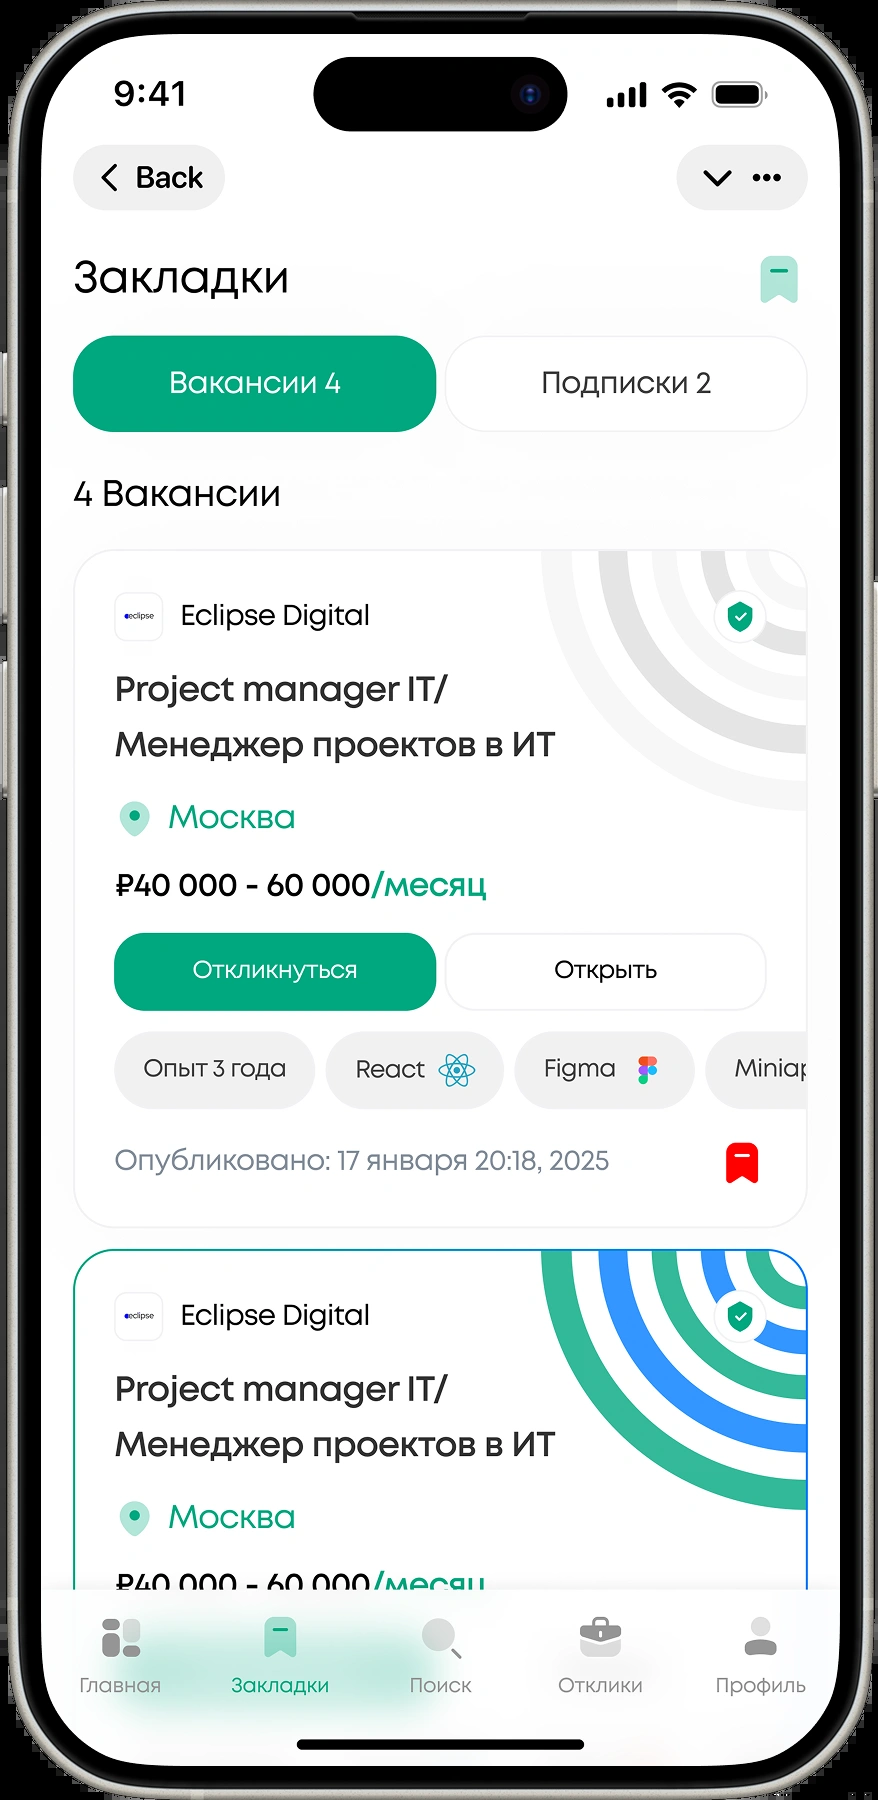 9:41
Back
Закладки
Вакансии 4
Подписки 2
4 Вакансии
eclipse
Eclipse Digital
Project manager IT/
Менеджер проектов в ИТ
Москва
₽40 000 - 60 000/месяц
Откликнуться
Открыть
Опыт 3 года
React
Figma
Miniap
Опубликовано: 17 января 20:18, 2025
eclipse
Eclipse Digital
Project manager IT/
Менеджер проектов в ИТ
Москва
₽40 000 - 60 000/месяц
Главная
Закладки
Поиск
Отклики
Профиль